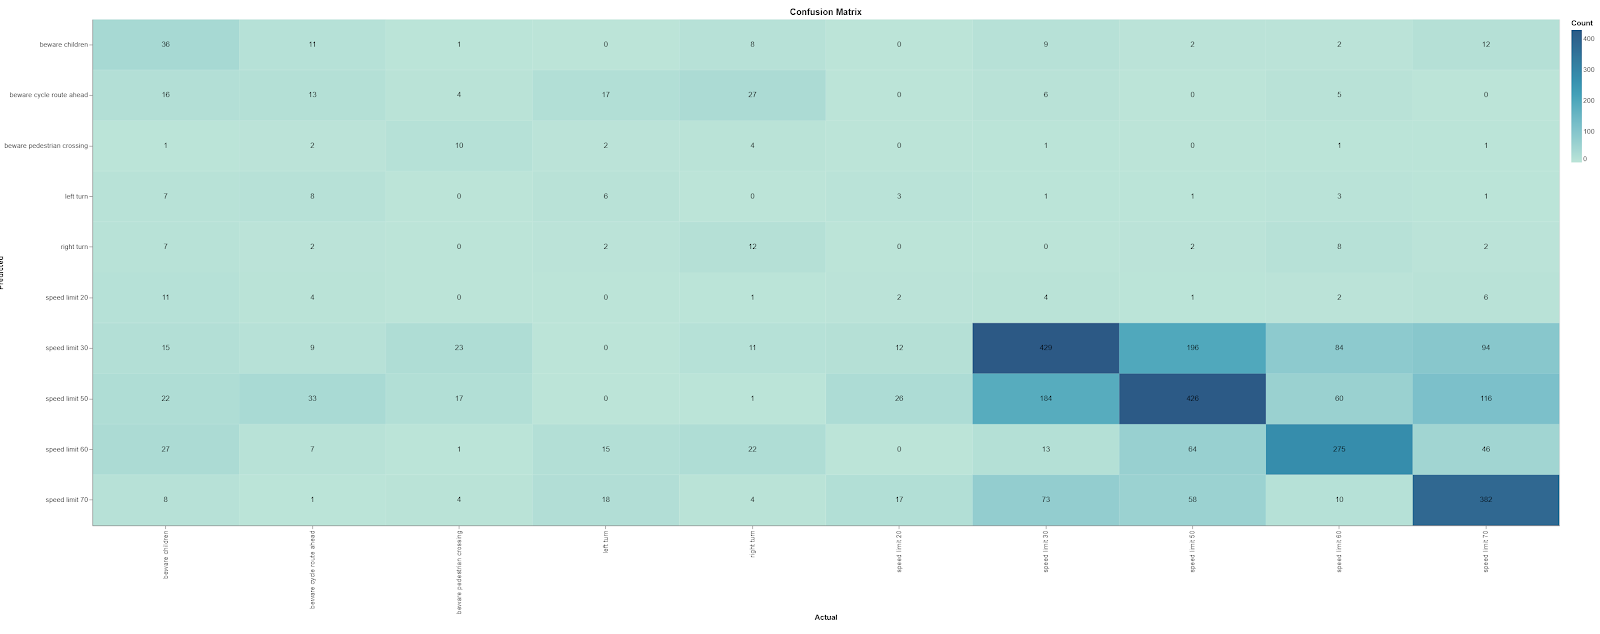 Confusion Matrix
Count
400
300
200
100
0
beware children 36 11 1 0 8 0 9 2 2 12
beware cycle route ahead 16 13 4 17 27 0 6 0 5 0
beware pedestrian crossing 1 2 10 2 4 0 1 0 1 1
left turn 7 8 0 6 0 3 1 1 3 1
right turn 7 2 0 2 12 0 0 2 8 2
speed limit 20 11 4 0 0 1 2 4 1 2 6
speed limit 30 15 9 23 0 11 12 429 196 84 94
speed limit 50 22 33 17 0 1 26 184 426 60 116
speed limit 60 27 7 1 15 22 0 13 64 275 46
speed limit 70 8 1 4 18 4 17 73 58 10 382
Predicted
beware children
beware cycle route ahead
beware pedestrian crossing
left turn
right turn
speed limit 20
speed limit 30
speed limit 50
speed limit 60
speed limit 70
Actual